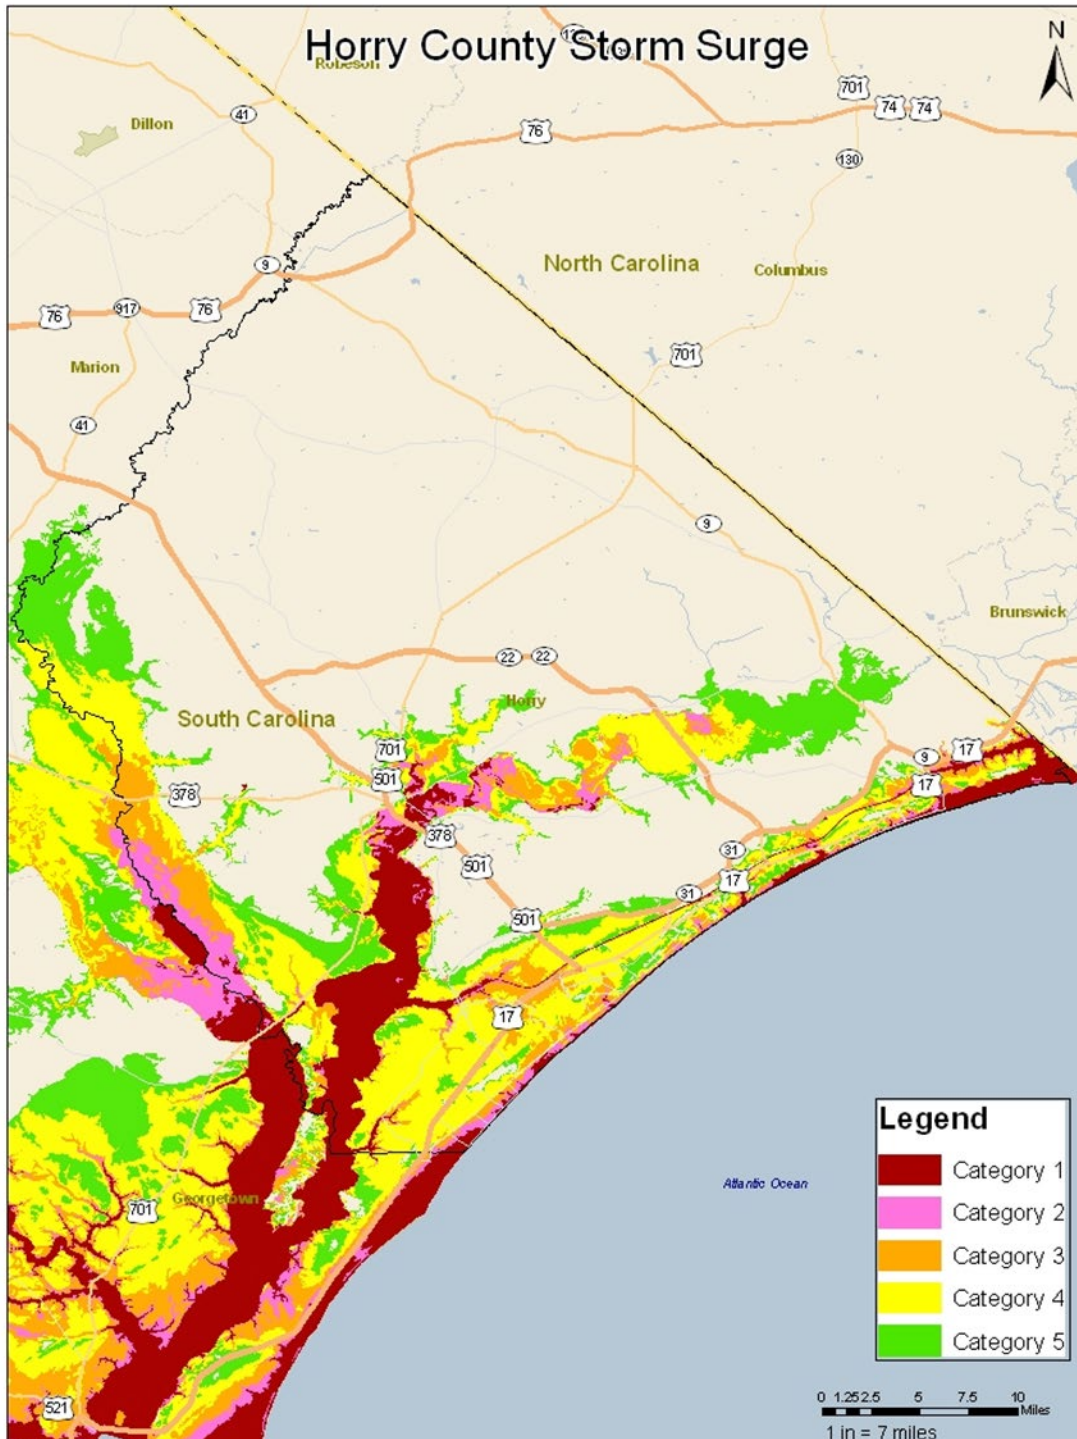 Horry County Storm Surge
N
Robeson
701
41
Dillon
76
74
74
130
9
North Carolina
Columbus
76
917
76
701
Marion
41
9
Brunswick
22
22
Horry
South Carolina
701
9
17
501
17
378
378
31
501
17
31
501
17
Legend
Category 1
Category 2
Category 3
Category 4
Category 5
Atlantic Ocean
Georgetown
701
521
0 1.25 2.5 5 7.5 10
Miles
1 in = 7 miles